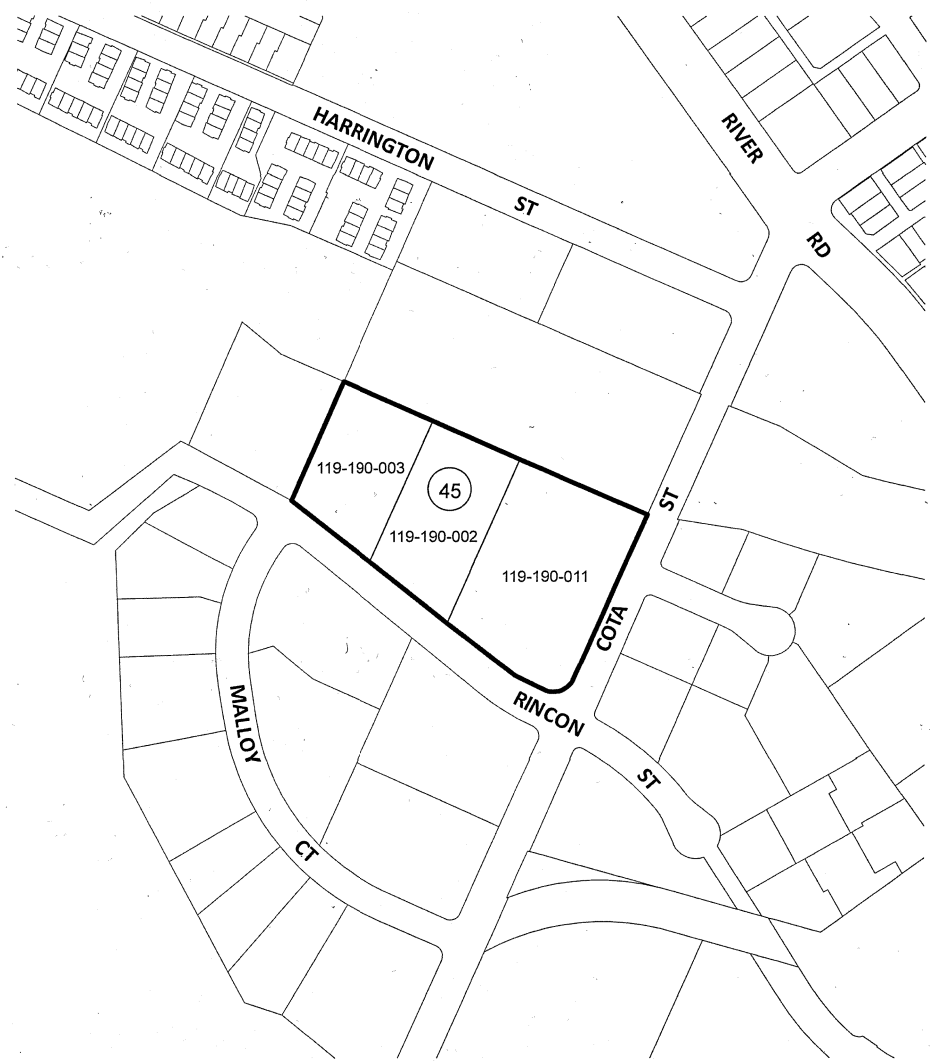 HARRINGTON
ST
RIVER
RD
119-190-003
45
119-190-002
ST
119-190-011
COTA
MALLOY
RINCON
ST
CT